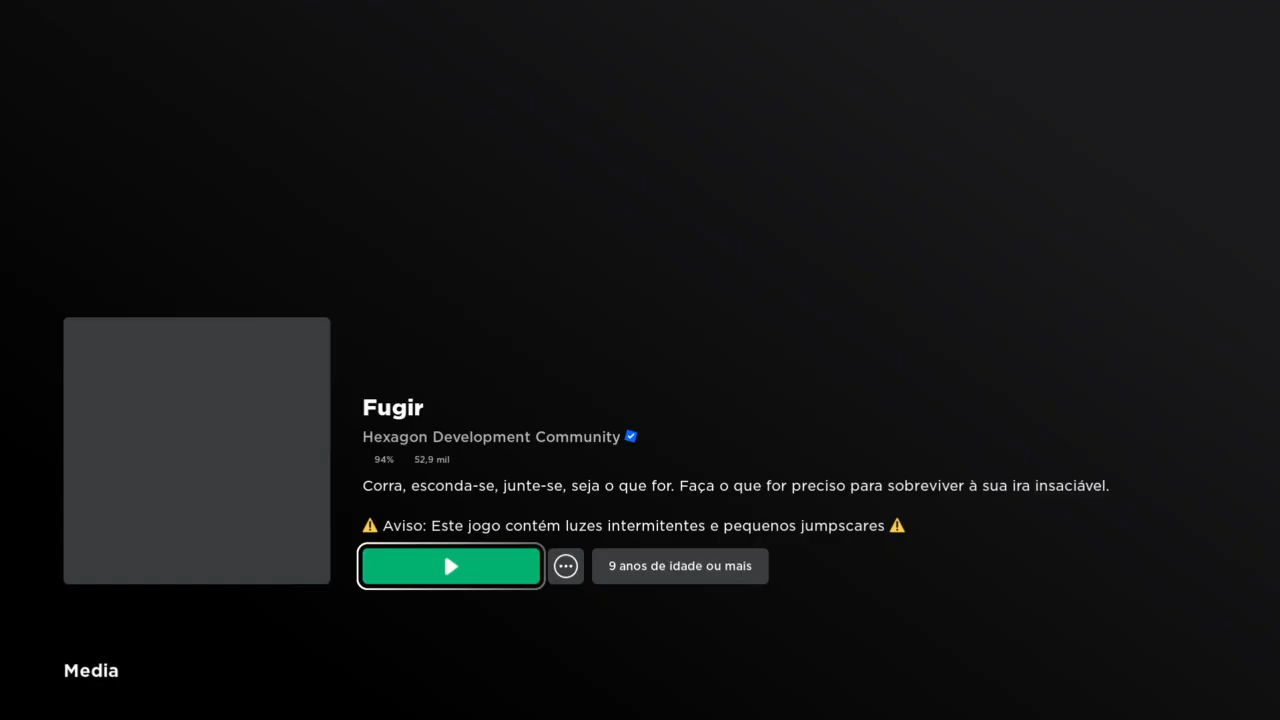 Fugir
Hexagon Development Community
94% 52,9 mil
Corra, esconda-se, junte-se, seja o que for. Faça o que for preciso para sobreviver à sua ira insaciável.
⚠️ Aviso: Este jogo contém luzes intermitentes e pequenos jumpscares ⚠️
9 anos de idade ou mais
Media